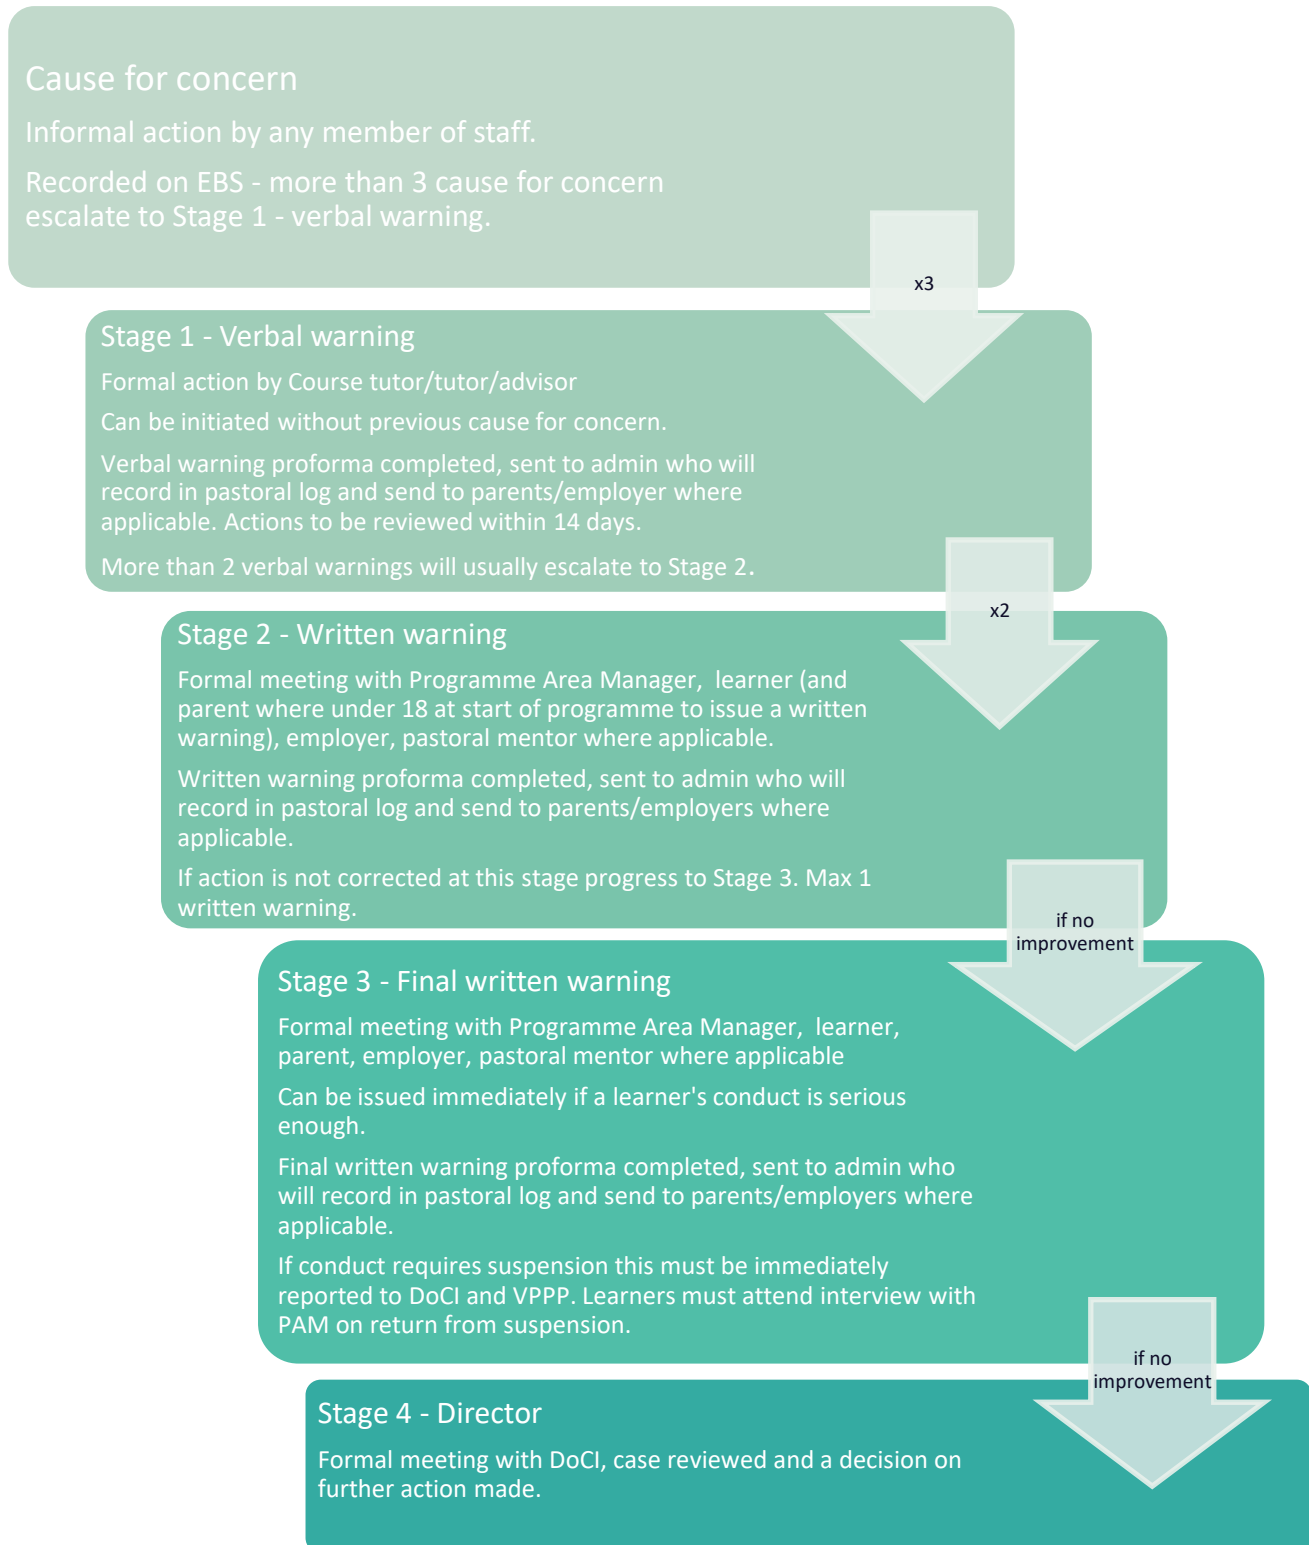 Cause for concern
Informal action by any member of staff.
Recorded on EBS - more than 3 cause for concern
escalate to Stage 1 - verbal warning.
x3
Stage 1 - Verbal warning
Formal action by Course tutor/tutor/advisor
Can be initiated without previous cause for concern.
Verbal warning proforma completed, sent to admin who will
record in pastoral log and send to parents/employer where
applicable. Actions to be reviewed within 14 days.
More than 2 verbal warnings will usually escalate to Stage 2.
x2
Stage 2 - Written warning
Formal meeting with Programme Area Manager,  learner (and
parent where under 18 at start of programme to issue a written
warning), employer, pastoral mentor where applicable.
Written warning proforma completed, sent to admin who will
record in pastoral log and send to parents/employers where
applicable.
If action is not corrected at this stage progress to Stage 3. Max 1
written warning.
if no
improvement
Stage 3 - Final written warning
Formal meeting with Programme Area Manager,  learner,
parent, employer, pastoral mentor where applicable
Can be issued immediately if a learner's conduct is serious
enough.
Final written warning proforma completed, sent to admin who
will record in pastoral log and send to parents/employers where
applicable.
If conduct requires suspension this must be immediately
reported to DoCI and VPPP. Learners must attend interview with
PAM on return from suspension.
if no
improvement
Stage 4 - Director
Formal meeting with DoCI, case reviewed and a decision on
further action made.